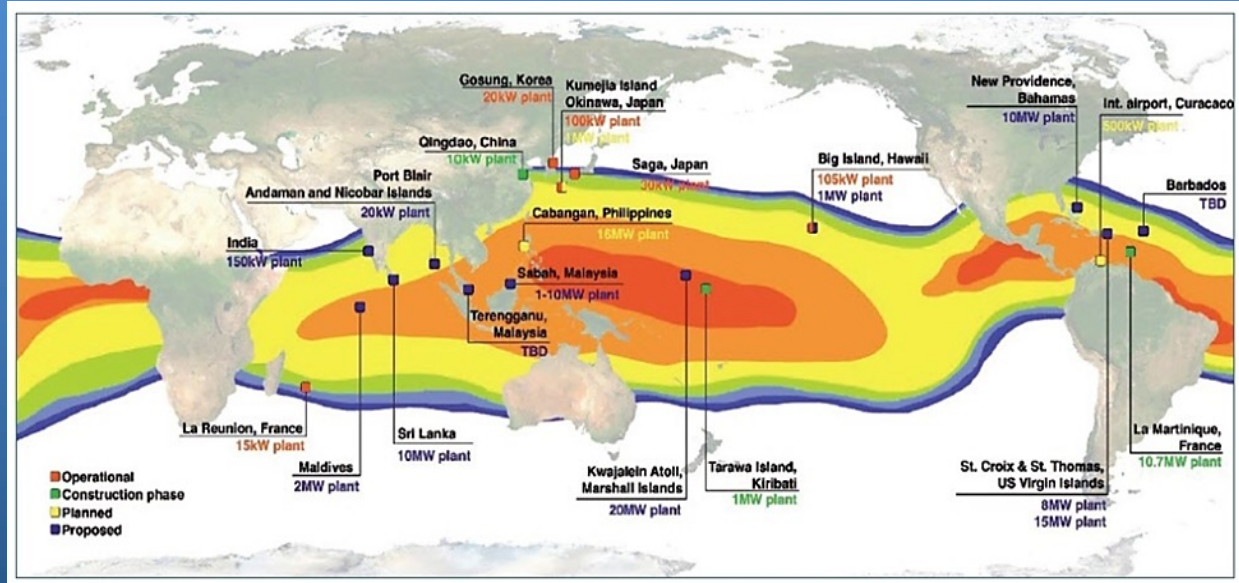 Gosung, Korea
20kW plant
Kumejia Island
Okinawa, Japan
100kW plant
1MW plant
Qingdao, China
10kW plant
Saga, Japan
30kW plant
Port Blair
Andaman and Nicobar Islands
20kW plant
India
150kW plant
Cabangan, Philippines
16MW plant
Sabah, Malaysia
1-10MW plant
Terengganu,
Malaysia
TBD
Big Island, Hawaii
105kW plant
1MW plant
New Providence,
Bahamas
10MW plant
Int. airport, Curacaco
500kW plant
Barbados
TBD
La Reunion, France
15kW plant
Maldives
2MW plant
Sri Lanka
10MW plant
Kwajalein Atoll,
Marshall Islands
20MW plant
Tarawa Island,
Kiribati
1MW plant
St. Croix & St. Thomas,
US Virgin Islands
8MW plant
15MW plant
La Martinique,
France
10.7MW plant
Operational
Construction phase
Planned
Proposed